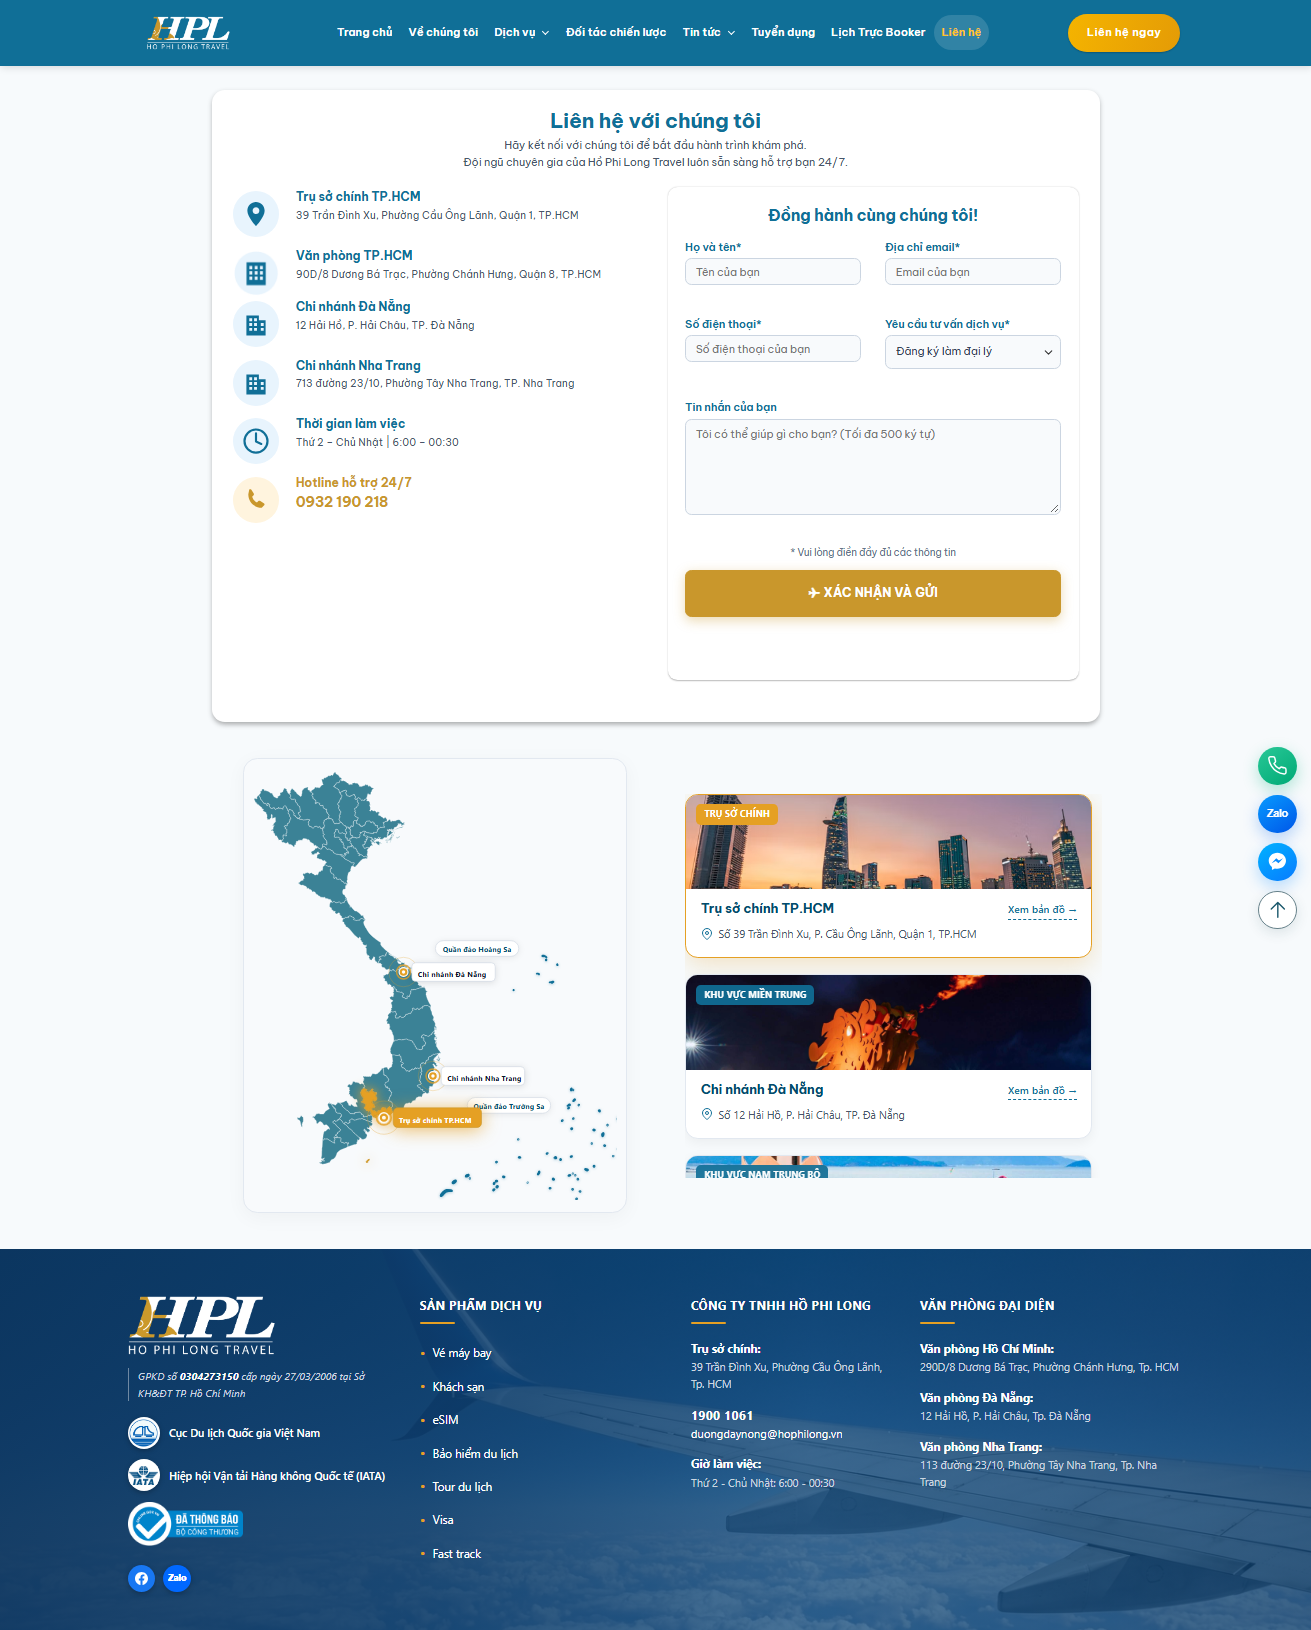 HPL
HO PHI LONG TRAVEL
Trang chủ
Về chúng tôi
Dịch vụ
Đối tác chiến lược
Tin tức
Tuyển dụng
Lịch Trực Booker
Liên hệ
Liên hệ ngay
Liên hệ với chúng tôi
Hãy kết nối với chúng tôi để bắt đầu hành trình khám phá.
Đội ngũ chuyên gia của Hồ Phi Long Travel luôn sẵn sàng hỗ trợ bạn 24/7.
Trụ sở chính TP.HCM
39 Trần Đình Xu, Phường Cầu Ông Lãnh, Quận 1, TP.HCM
Văn phòng TP.HCM
90D/8 Dương Bá Trạc, Phường Chánh Hưng, Quận 8, TP.HCM
Chi nhánh Đà Nẵng
12 Hải Hồ, P. Hải Châu, TP. Đà Nẵng
Chi nhánh Nha Trang
713 đường 23/10, Phường Tây Nha Trang, TP. Nha Trang
Thời gian làm việc
Thứ 2 – Chủ Nhật | 6:00 – 00:30
Hotline hỗ trợ 24/7
0932 190 218
Đồng hành cùng chúng tôi!
Họ và tên*
Địa chỉ email*
Tên của bạn
Email của bạn
Số điện thoại*
Yêu cầu tư vấn dịch vụ*
Số điện thoại của bạn
Đăng ký làm đại lý
Tin nhắn của bạn
Tôi có thể giúp gì cho bạn? (Tối đa 500 ký tự)
* Vui lòng điền đầy đủ các thông tin
✈ XÁC NHẬN VÀ GỬI
Quần đảo Hoàng Sa
Chi nhánh Đà Nẵng
Chi nhánh Nha Trang
Quần đảo Trường Sa
Trụ sở chính TP.HCM
TRỤ SỞ CHÍNH
Trụ sở chính TP.HCM
Xem bản đồ →
Số 39 Trần Đình Xu, P. Cầu Ông Lãnh, Quận 1, TP.HCM
KHU VỰC MIỀN TRUNG
Chi nhánh Đà Nẵng
Xem bản đồ →
Số 12 Hải Hồ, P. Hải Châu, TP. Đà Nẵng
KHU VỰC NAM TRUNG BỘ
Zalo
HPL
HO PHI LONG TRAVEL
GPKD số 0304273150 cấp ngày 27/03/2006 tại Sở
KH&ĐT TP. Hồ Chí Minh
Cục Du lịch Quốc gia Việt Nam
IATA
Hiệp hội Vận tải Hàng không Quốc tế (IATA)
ĐÃ THÔNG BÁO
BỘ CÔNG THƯƠNG
Zalo
SẢN PHẨM DỊCH VỤ
Vé máy bay
Khách sạn
eSIM
Bảo hiểm du lịch
Tour du lịch
Visa
Fast track
CÔNG TY TNHH HỒ PHI LONG
Trụ sở chính:
39 Trần Đình Xu, Phường Cầu Ông Lãnh,
Tp. HCM
1900 1061
duongdaynong@hophilong.vn
Giờ làm việc:
Thứ 2 - Chủ Nhật: 6:00 - 00:30
VĂN PHÒNG ĐẠI DIỆN
Văn phòng Hồ Chí Minh:
290D/8 Dương Bá Trạc, Phường Chánh Hưng, Tp. HCM
Văn phòng Đà Nẵng:
12 Hải Hồ, P. Hải Châu, Tp. Đà Nẵng
Văn phòng Nha Trang:
113 đường 23/10, Phường Tây Nha Trang, Tp. Nha
Trang